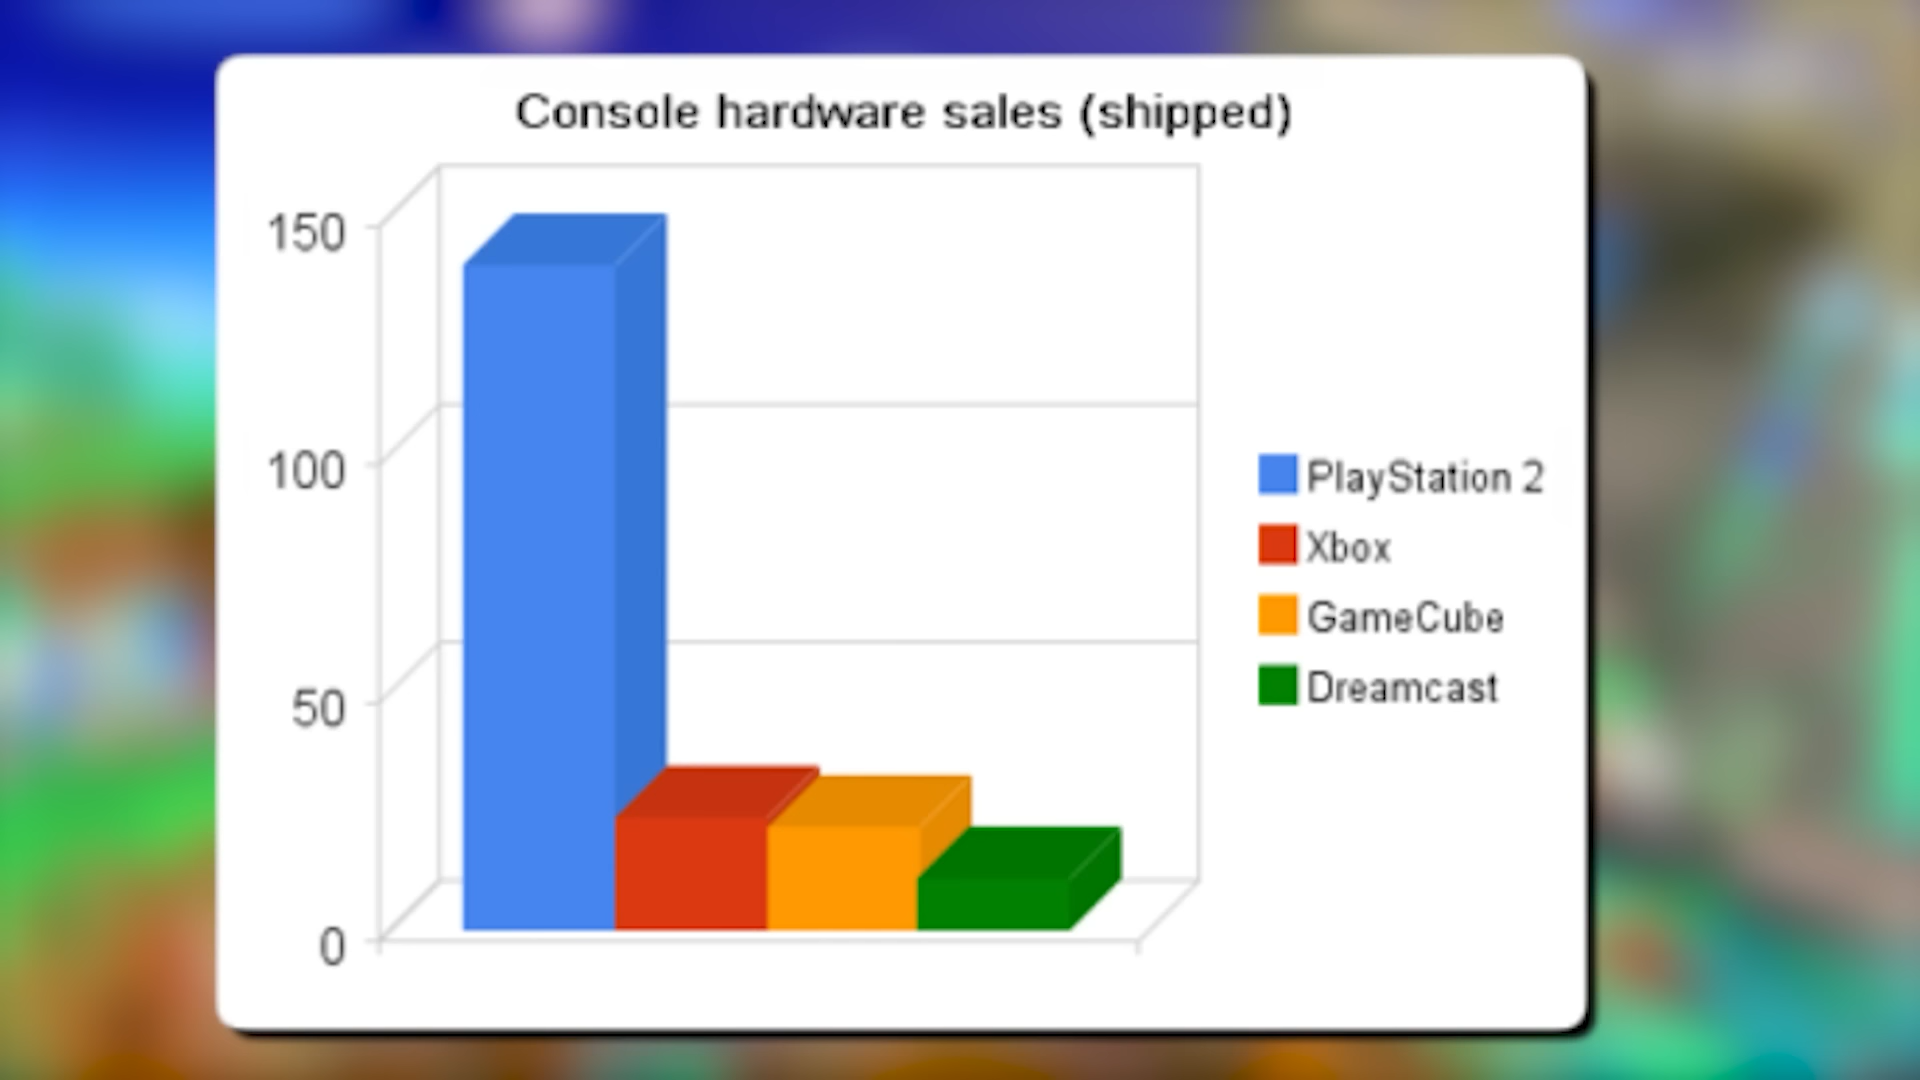 Console hardware sales (shipped)
150
100
50
0
PlayStation 2
Xbox
GameCube
Dreamcast